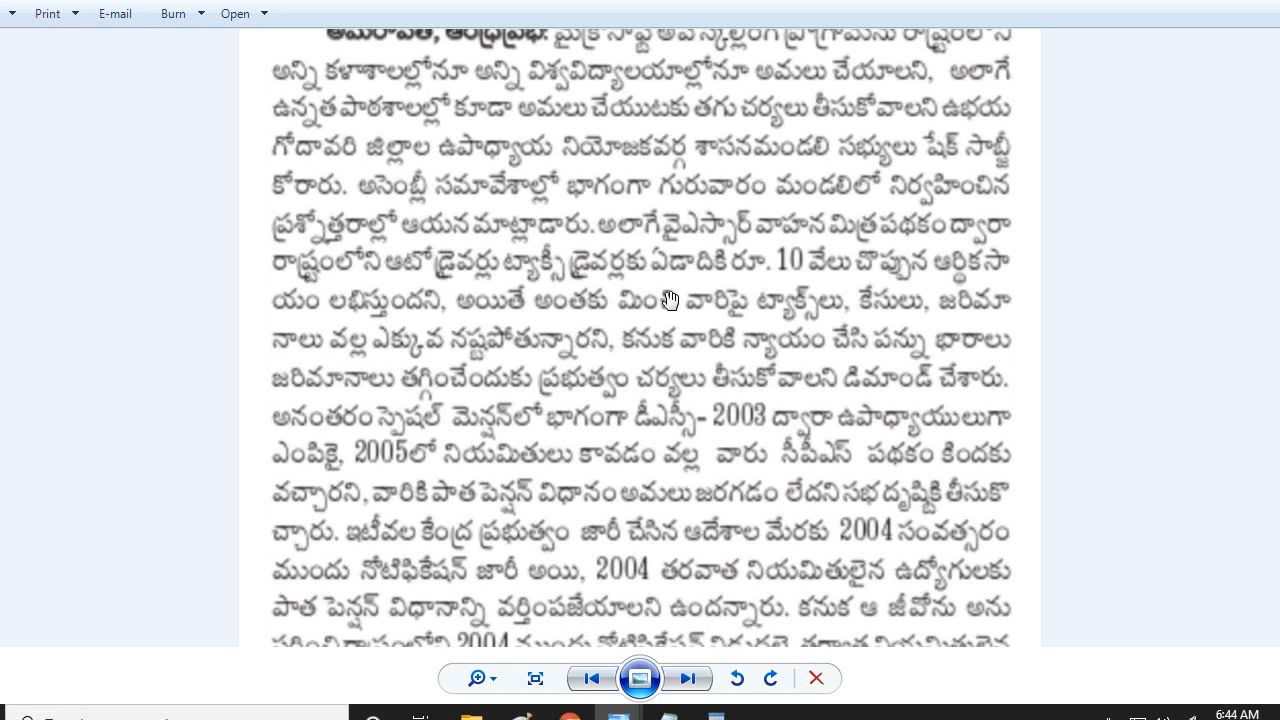 Print E-mail Burn Open
అమరావతి, ఆంధ్రప్రభ: మైక్రోసాఫ్ట్ అప్ స్కిల్లింగ్ ప్రోగ్రామ్‌ను రాష్ట్రంలోని
అన్ని కళాశాలల్లోనూ అన్ని విశ్వవిద్యాలయాల్లోనూ అమలు చేయాలని, అలాగే
ఉన్నత పాఠశాలల్లో కూడా అమలు చేయుటకు తగు చర్యలు తీసుకోవాలని ఉభయ
గోదావరి జిల్లాల ఉపాధ్యాయ నియోజకవర్గ శాసనమండలి సభ్యులు షేక్ సాబ్జీ
కోరారు. అసెంబ్లీ సమావేశాల్లో భాగంగా గురువారం మండలిలో నిర్వహించిన
ప్రశ్నోత్తరాల్లో ఆయన మాట్లాడారు. అలాగే వైఎస్సార్ వాహన మిత్ర పథకం ద్వారా
రాష్ట్రంలోని ఆటో డ్రైవర్లు ట్యాక్సీ డ్రైవర్లకు ఏడాదికి రూ. 10 వేలు చొప్పున ఆర్థిక సా
యం లభిస్తుందని, అయితే అంతకు వారిపై ట్యాక్స్‌లు, కేసులు, జరిమా
నాలు వల్ల ఎక్కువ నష్టపోతున్నారని, కనుక వారికి న్యాయం చేసి పన్ను భారాలు
జరిమానాలు తగ్గించేందుకు ప్రభుత్వం చర్యలు తీసుకోవాలని డిమాండ్ చేశారు.
అనంతరం స్పెషల్ మెన్షన్‌లో భాగంగా డీఎస్సీ- 2003 ద్వారా ఉపాధ్యాయులుగా
ఎంపికై, 2005లో నియమితులు కావడం వల్ల వారు సీపీఎస్ పథకం కిందకు
వచ్చారని, వారికి పాత పెన్షన్ విధానం అమలు జరగడం లేదని సభ దృష్టికి తీసుకొ
చ్చారు. ఇటీవల కేంద్ర ప్రభుత్వం జారీ చేసిన ఆదేశాల మేరకు 2004 సంవత్సరం
ముందు నోటిఫికేషన్ జారీ అయి, 2004 తరవాత నియమితులైన ఉద్యోగులకు
పాత పెన్షన్ విధానాన్ని వర్తింపజేయాలని ఉందన్నారు. కనుక ఆ జీవోను అను
సరించి రాష్ట్రంలోని 2004 ముందు నోటిఫికేషన్ విడుదలై, తర్వాత నియమితులైన
6:44 AM